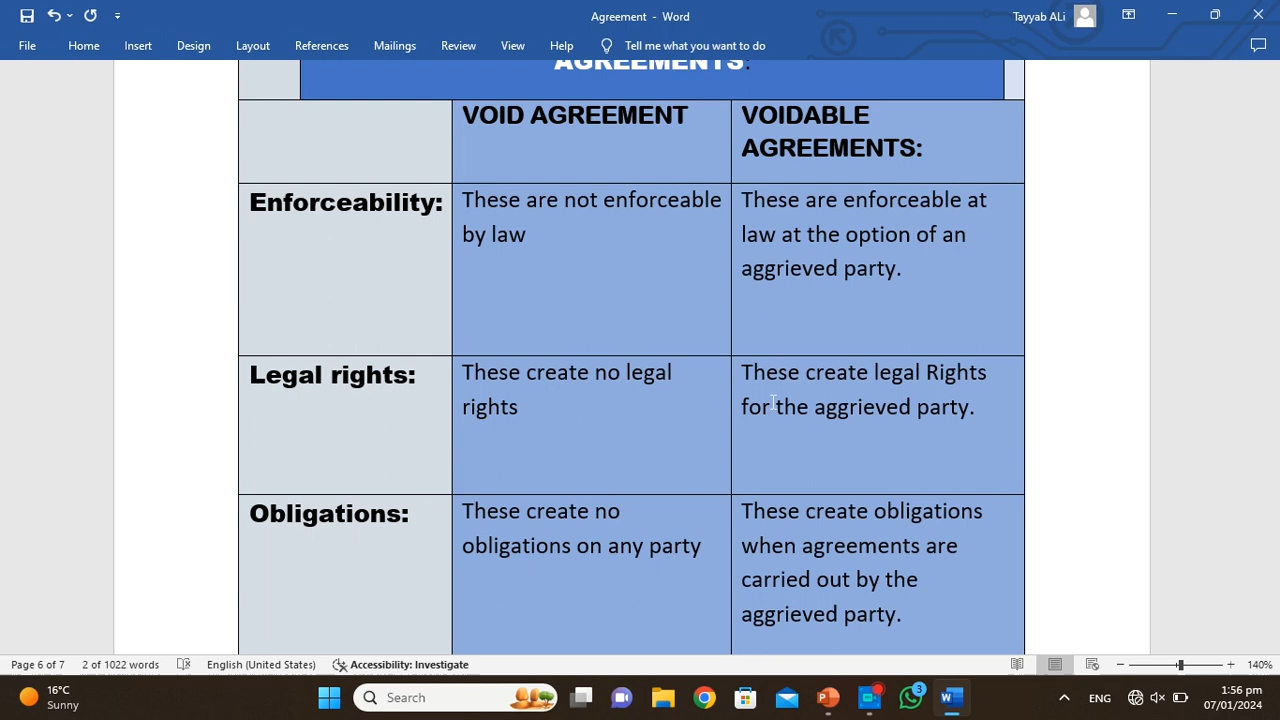 Agreement - Word
Tayyab ALi
File Home Insert Design Layout References Mailings Review View Help Tell me what you want to do
AGREEMENTS:
VOID AGREEMENT
VOIDABLE
AGREEMENTS:
Enforceability:
These are not enforceable
by law
These are enforceable at
law at the option of an
aggrieved party.
Legal rights:
These create no legal
rights
These create legal Rights
for the aggrieved party.
Obligations:
These create no
obligations on any party
These create obligations
when agreements are
carried out by the
aggrieved party.
Page 6 of 7 2 of 1022 words English (United States) Accessibility: Investigate 140%
16°C
Sunny
Search
3
ENG
1:56 pm
07/01/2024